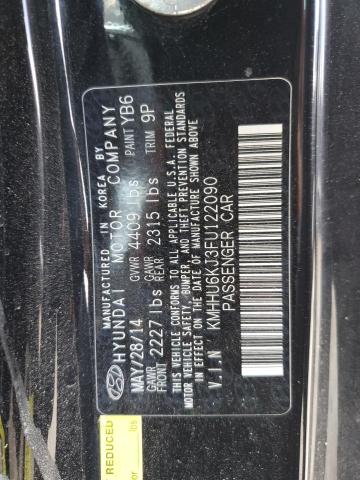 MANUFACTURED IN KOREA BY
HYUNDAI MOTOR COMPANY
MAY/28/14 GVWR 4409 lbs PAINT YB6
GAWR FRONT 2227 lbs GAWR REAR 2315 lbs TRIM 9P
THIS VEHICLE CONFORMS TO ALL APPLICABLE U.S.A. FEDERAL
MOTOR VEHICLE SAFETY, BUMPER, AND THEFT PREVENTION STANDARDS
IN EFFECT ON THE DATE OF MANUFACTURE SHOWN ABOVE
V.I.N KMHHU6KJ3FU122090
PASSENGER CAR
REDUCED
lbs